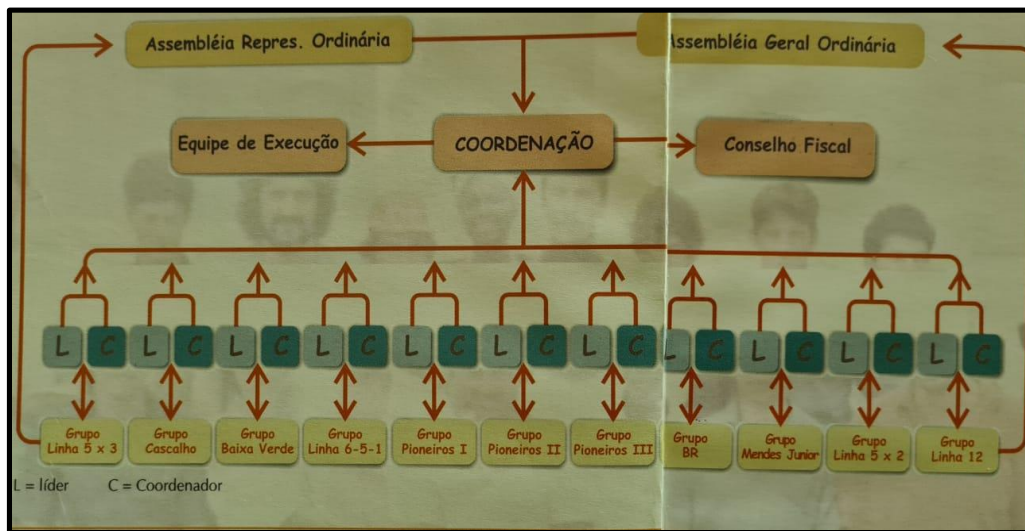 Assembléia Repres. Ordinária
Assembléia Geral Ordinária
Equipe de Execução
COORDENAÇÃO
Conselho Fiscal
L C L C L C L C L C L C L C L C L C L C L C
Grupo
Linha 5 x 3
Grupo
Cascalho
Grupo
Baixa Verde
Grupo
Linha 6-5-1
Grupo
Pioneiros I
Grupo
Pioneiros II
Grupo
Pioneiros III
Grupo
BR
Grupo
Mendes Junior
Grupo
Linha 5 x 2
Grupo
Linha 12
L = líder C = Coordenador